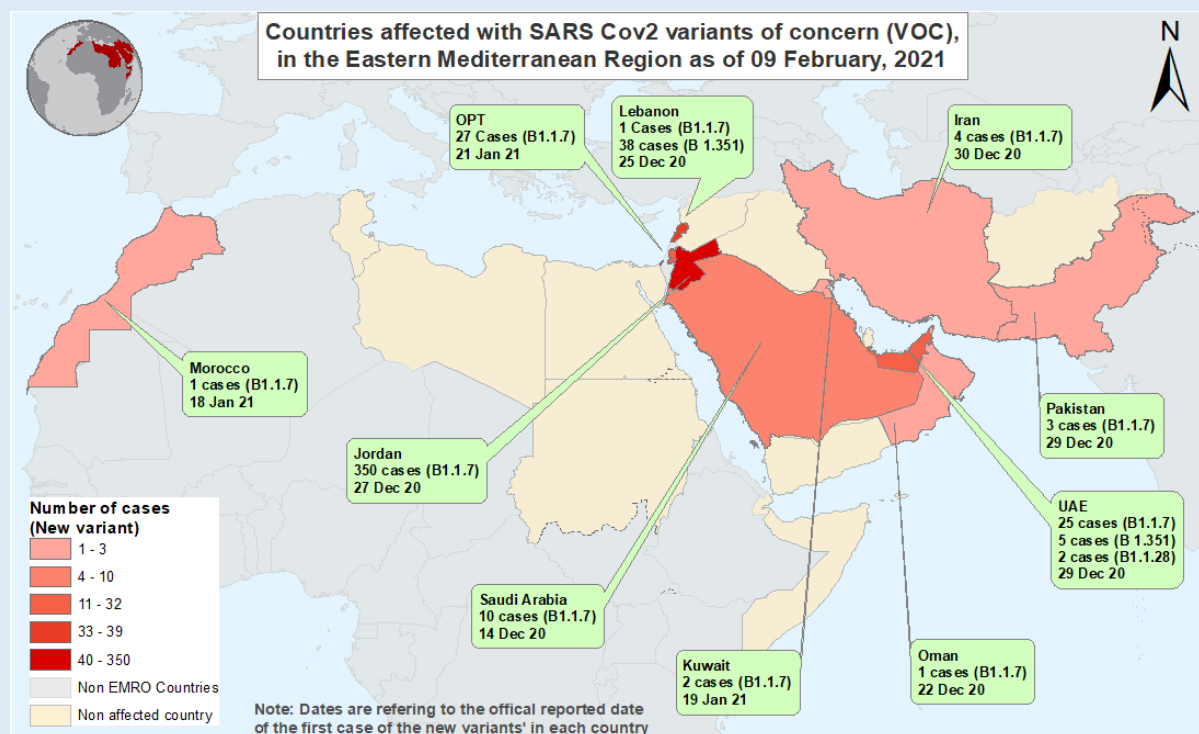 Countries affected with SARS Cov2 variants of concern (VOC),
in the Eastern Mediterranean Region as of 09 February, 2021
N
OPT
27 Cases (B1.1.7)
21 Jan 21
Lebanon
1 Cases (B1.1.7)
38 cases (B 1.351)
25 Dec 20
Iran
4 cases (B1.1.7)
30 Dec 20
Morocco
1 cases (B1.1.7)
18 Jan 21
Jordan
350 cases (B1.1.7)
27 Dec 20
Pakistan
3 cases (B1.1.7)
29 Dec 20
UAE
25 cases (B1.1.7)
5 cases (B 1.351)
2 cases (B1.1.28)
29 Dec 20
Saudi Arabia
10 cases (B1.1.7)
14 Dec 20
Kuwait
2 cases (B1.1.7)
19 Jan 21
Oman
1 cases (B1.1.7)
22 Dec 20
Number of cases
(New variant)
1 - 3
4 - 10
11 - 32
33 - 39
40 - 350
Non EMRO Countries
Non affected country
Note: Dates are refering to the offical reported date
of the first case of the new variants' in each country